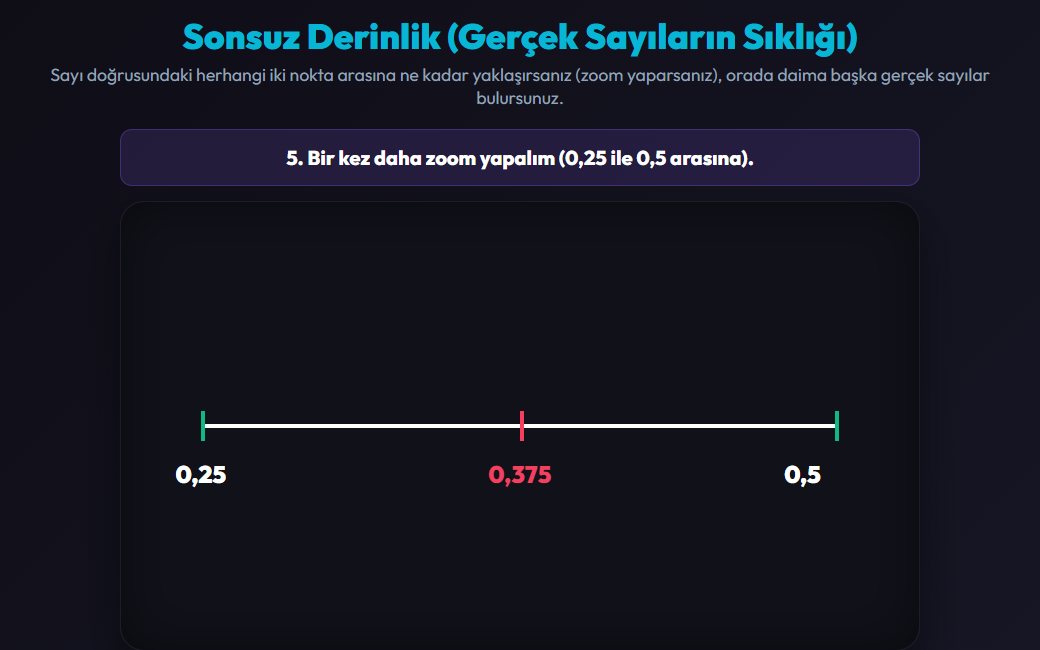 Sonsuz Derinlik (Gerçek Sayıların Sıklığı)
Sayı doğrusundaki herhangi iki nokta arasına ne kadar yaklaşırsanız (zoom yaparsanız), orada daima başka gerçek sayılar
bulursunuz.
5. Bir kez daha zoom yapalım (0,25 ile 0,5 arasına).
0,25 0,375 0,5